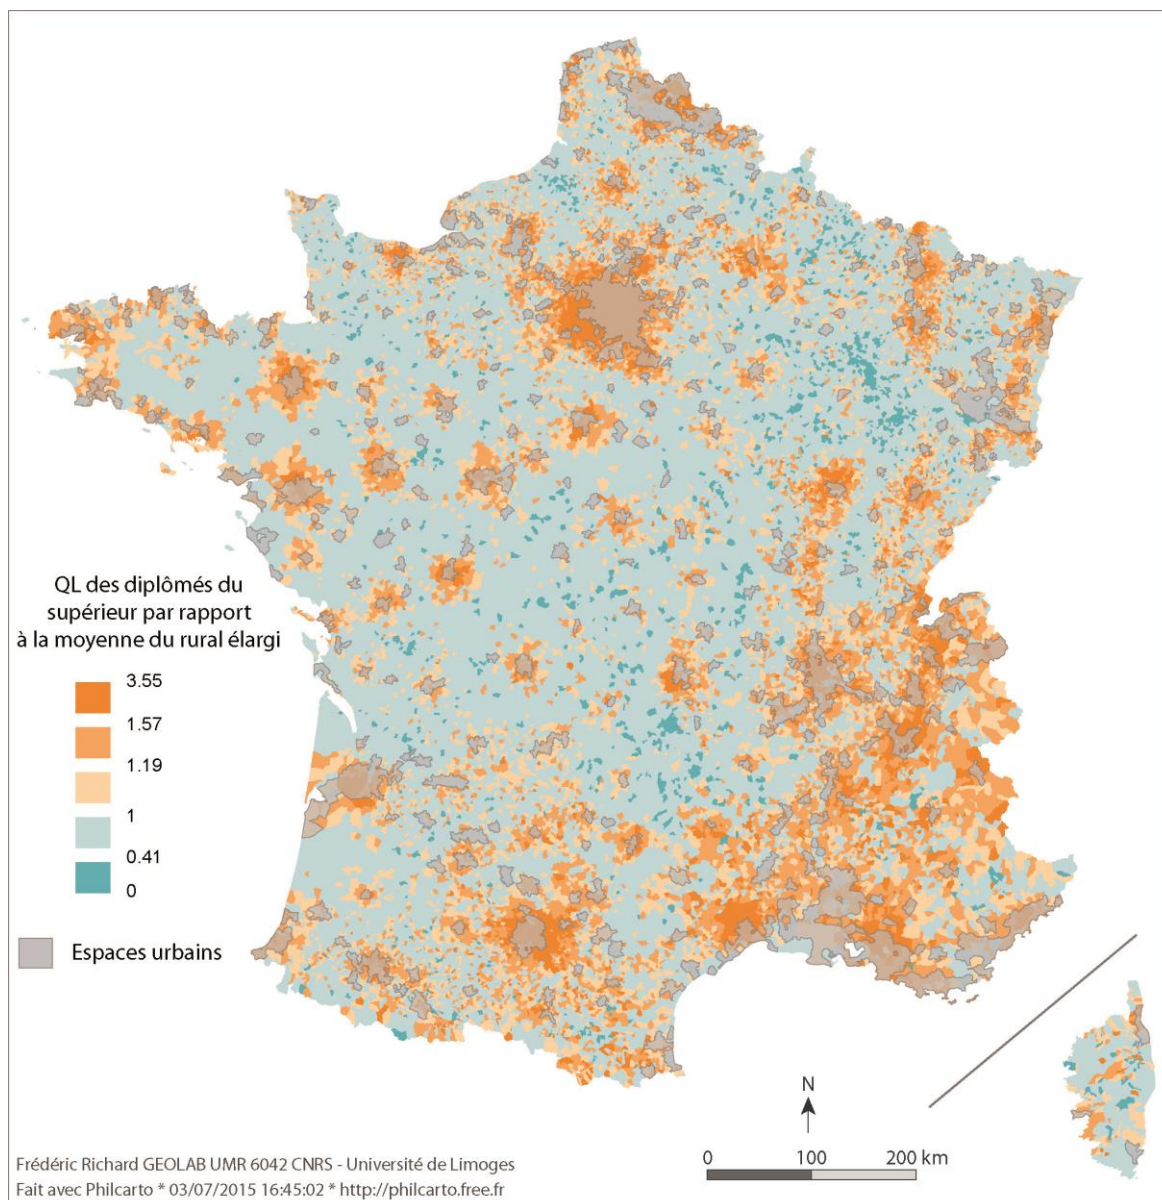 QL des diplômés du
supérieur par rapport
à la moyenne du rural élargi
3.55
1.57
1.19
1
0.41
0
Espaces urbains
N
0 100 200 km
Frédéric Richard GEOLAB UMR 6042 CNRS - Université de Limoges
Fait avec Philcarto * 03/07/2015 16:45:02 * http://philcarto.free.fr